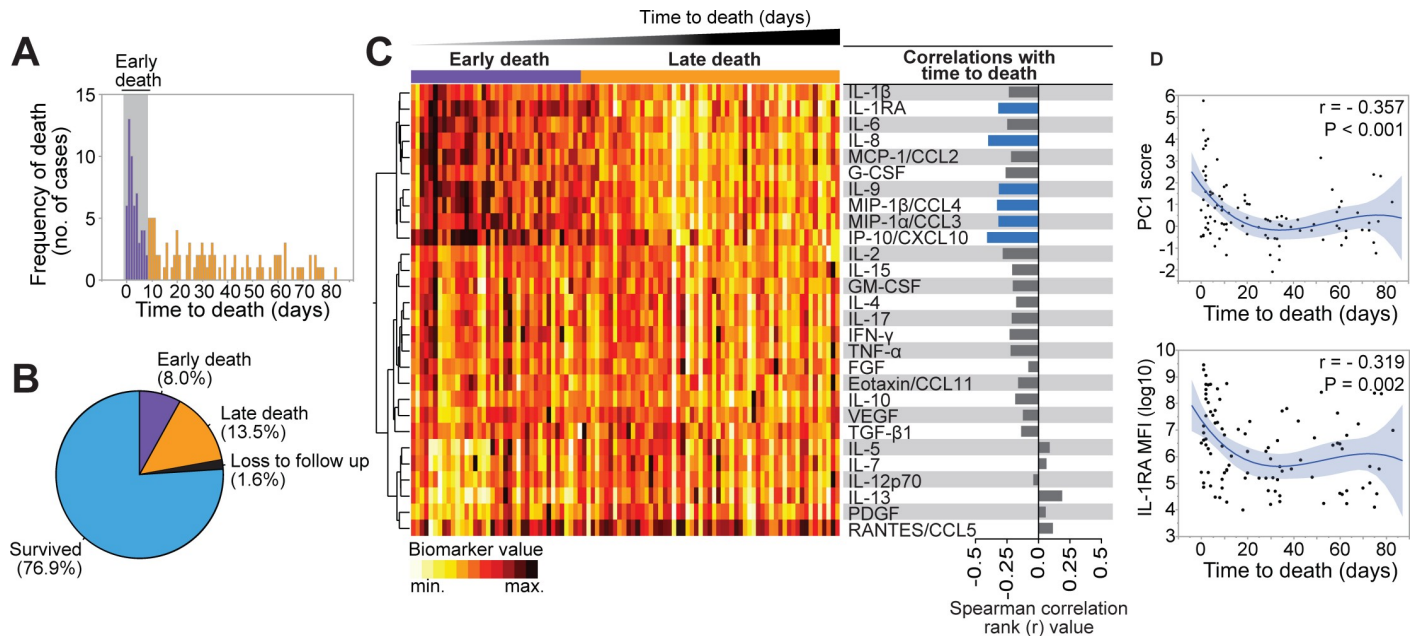 A
Early
death
Frequency of death
(no. of cases)
15
10
5
0
0 10 20 30 40 50 60 70 80
Time to death (days)
B
Early death
(8.0%)
Late death
(13.5%)
Loss to follow up
(1.6%)
Survived
(76.9%)
C
Time to death (days)
Early death
Late death
Correlations with
time to death
IL-1β
IL-1RA
IL-6
IL-8
MCP-1/CCL2
G-CSF
IL-9
MIP-1β/CCL4
MIP-1α/CCL3
IP-10/CXCL10
IL-2
IL-15
GM-CSF
IL-4
IL-17
IFN-γ
TNF-α
FGF
Eotaxin/CCL11
IL-10
VEGF
TGF-β1
IL-5
IL-7
IL-12p70
IL-13
PDGF
RANTES/CCL5
Biomarker value
min. max.
-0.5 -0.25 0.0 0.25 0.5
Spearman correlation
rank (r) value
D
PC1 score
6
5
4
3
2
1
0
-1
-2
r = - 0.357
P < 0.001
0 20 40 60 80
Time to death (days)
IL-1RA MFI (log10)
10
9
8
7
6
5
4
3
r = - 0.319
P = 0.002
0 20 40 60 80
Time to death (days)